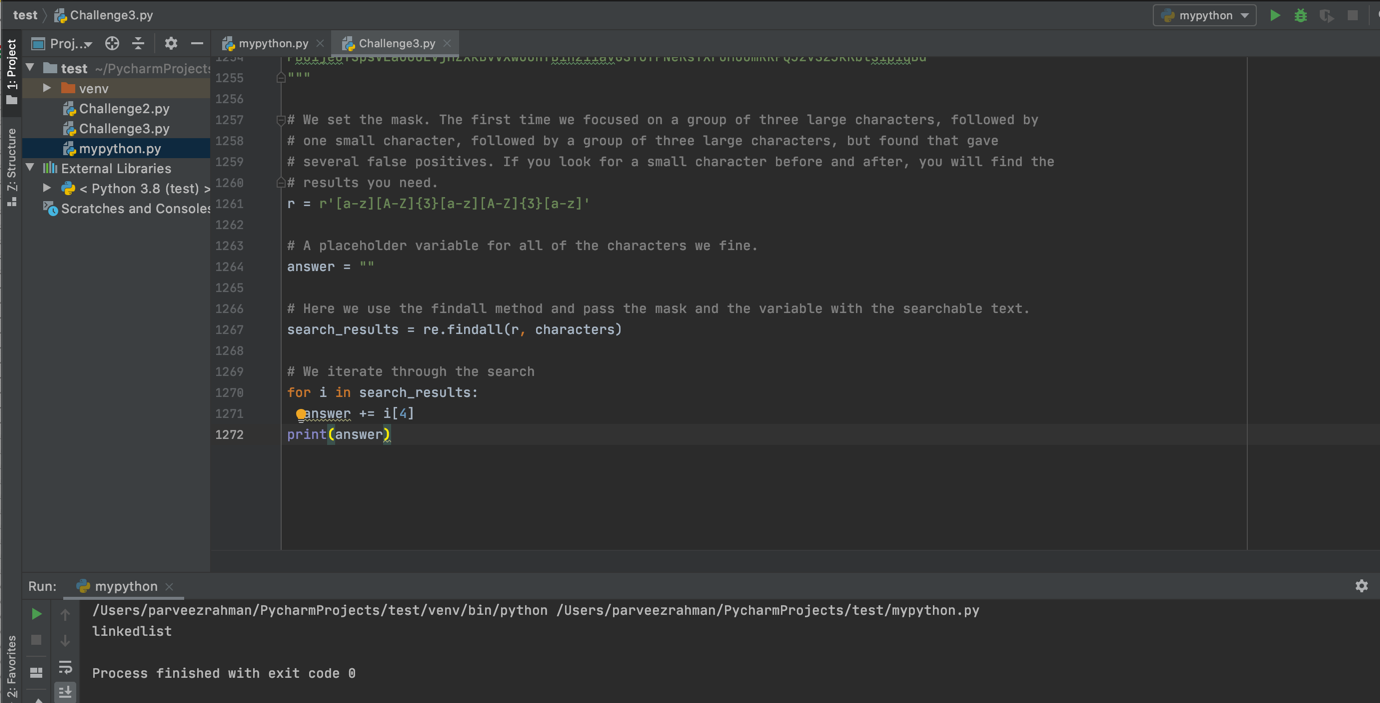 test
Challenge3.py
mypython
1: Project
Proj...
mypython.py
Challenge3.py
test ~/PycharmProjects
venv
Challenge2.py
Challenge3.py
mypython.py
External Libraries
< Python 3.8 (test) >
Scratches and Consoles
Z: Structure
2: Favorites
1254
1255 """
1256
1257 # We set the mask. The first time we focused on a group of three large characters, followed by
1258 # one small character, followed by a group of three large characters, but found that gave
1259 # several false positives. If you look for a small character before and after, you will find the
1260 # results you need.
1261 r = r'[a-z][A-Z]{3}[a-z][A-Z]{3}[a-z]'
1262
1263 # A placeholder variable for all of the characters we fine.
1264 answer = ""
1265
1266 # Here we use the findall method and pass the mask and the variable with the searchable text.
1267 search_results = re.findall(r, characters)
1268
1269 # We iterate through the search
1270 for i in search_results:
1271 answer += i[4]
1272 print(answer)
Run:
mypython
/Users/parveezrahman/PycharmProjects/test/venv/bin/python /Users/parveezrahman/PycharmProjects/test/mypython.py
linkedlist
Process finished with exit code 0